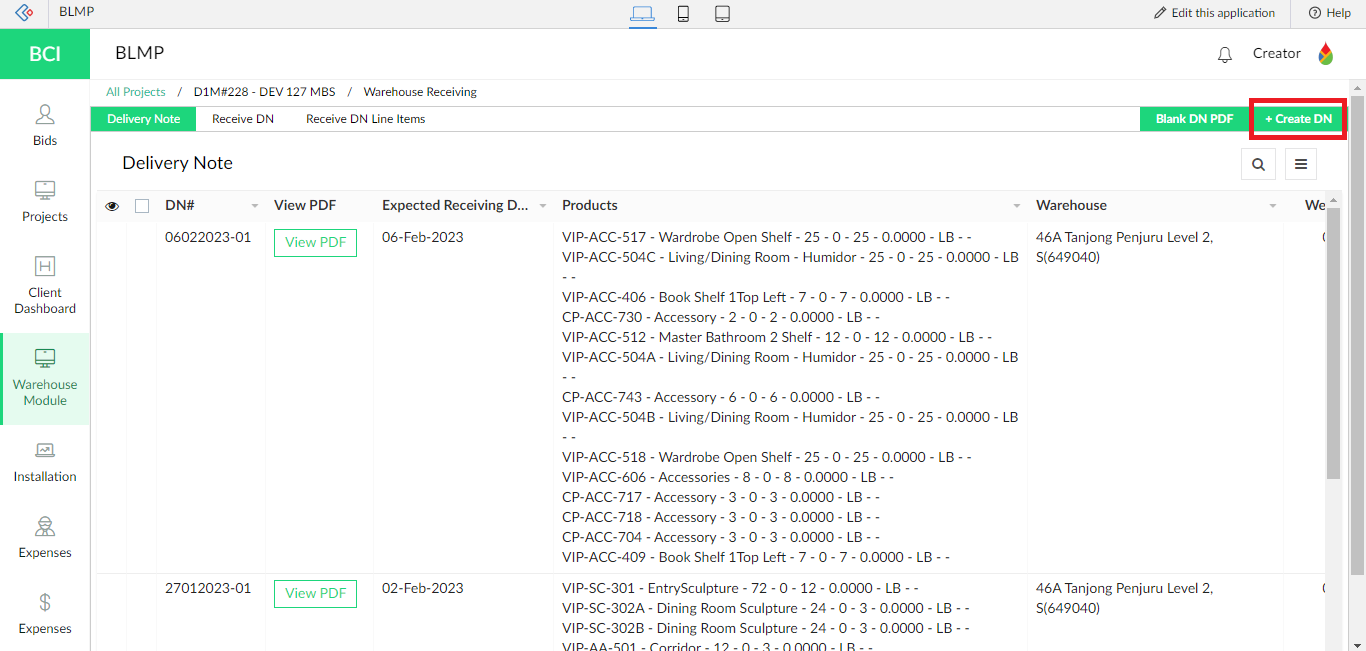 BLMP
Edit this application
Help
BCI
BLMP
Creator
Bids
Projects
Client
Dashboard
Warehouse
Module
Installation
Expenses
Expenses
All Projects / D1M#228 - DEV 127 MBS / Warehouse Receiving
Delivery Note Receive DN Receive DN Line Items Blank DN PDF + Create DN
Delivery Note
DN# View PDF Expected Receiving D... Products Warehouse We
06022023-01 View PDF 06-Feb-2023 VIP-ACC-517 - Wardrobe Open Shelf - 25 - 0 - 25 - 0.0000 - LB - - 46A Tanjong Penjuru Level 2,
VIP-ACC-504C - Living/Dining Room - Humidor - 25 - 0 - 25 - 0.0000 - LB S(649040)
- -
VIP-ACC-406 - Book Shelf 1Top Left - 7 - 0 - 7 - 0.0000 - LB - -
CP-ACC-730 - Accessory - 2 - 0 - 2 - 0.0000 - LB - -
VIP-ACC-512 - Master Bathroom 2 Shelf - 12 - 0 - 12 - 0.0000 - LB - -
VIP-ACC-504A - Living/Dining Room - Humidor - 25 - 0 - 25 - 0.0000 - LB
- -
CP-ACC-743 - Accessory - 6 - 0 - 6 - 0.0000 - LB - -
VIP-ACC-504B - Living/Dining Room - Humidor - 25 - 0 - 25 - 0.0000 - LB
- -
VIP-ACC-518 - Wardrobe Open Shelf - 25 - 0 - 25 - 0.0000 - LB - -
VIP-ACC-606 - Accessories - 8 - 0 - 8 - 0.0000 - LB - -
CP-ACC-717 - Accessory - 3 - 0 - 3 - 0.0000 - LB - -
CP-ACC-718 - Accessory - 3 - 0 - 3 - 0.0000 - LB - -
CP-ACC-704 - Accessory - 3 - 0 - 3 - 0.0000 - LB - -
VIP-ACC-409 - Book Shelf 1Top Left - 7 - 0 - 7 - 0.0000 - LB - -
27012023-01 View PDF 02-Feb-2023 VIP-SC-301 - EntrySculpture - 72 - 0 - 12 - 0.0000 - LB - - 46A Tanjong Penjuru Level 2,
VIP-SC-302A - Dining Room Sculpture - 24 - 0 - 3 - 0.0000 - LB - - S(649040)
VIP-SC-302B - Dining Room Sculpture - 24 - 0 - 3 - 0.0000 - LB - -
VIP-AA-501 - Corridor - 12 - 0 - 3 - 0.0000 - LB - -